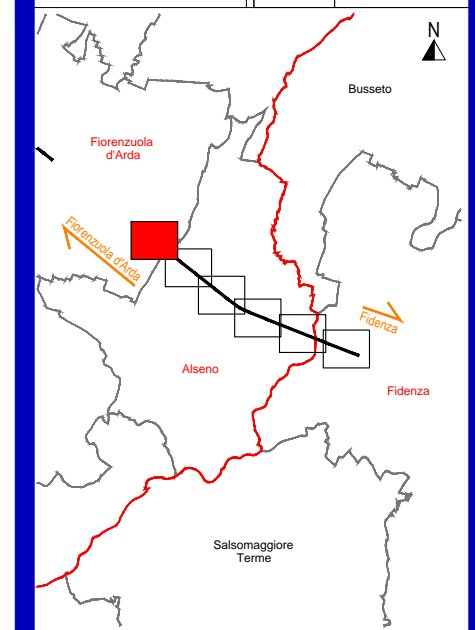 N
Busseto
Fiorenzuola
d'Arda
Fiorenzuola d'Arda
Fidenza
Alseno
Fidenza
Salsomaggiore
Terme